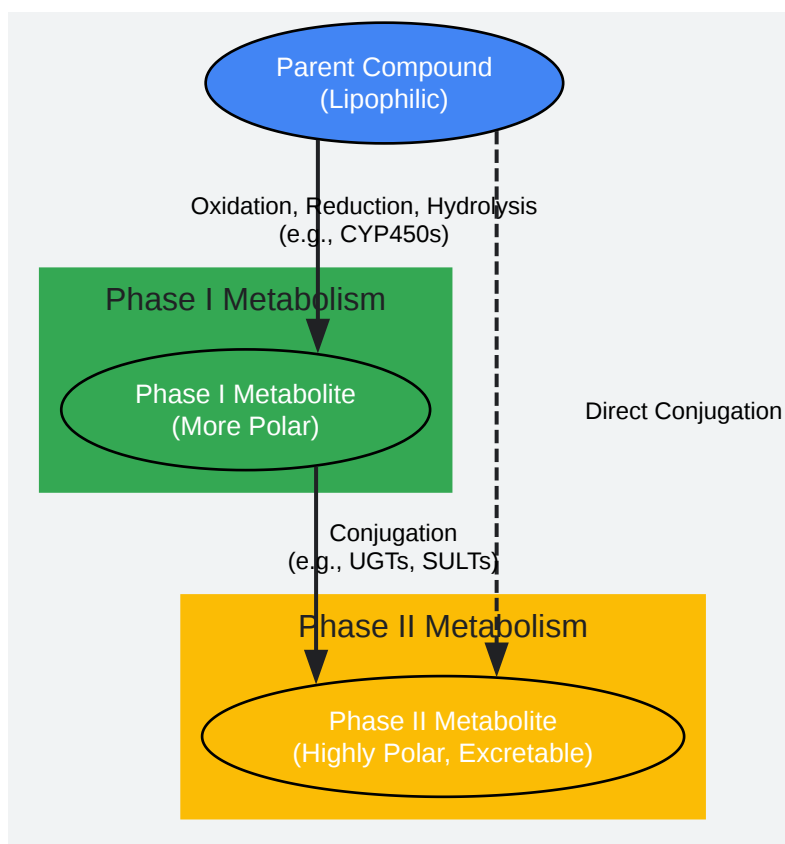 Parent Compound
(Lipophilic)
Oxidation, Reduction, Hydrolysis
(e.g., CYP450s)
Phase I Metabolism
Phase I Metabolite
(More Polar)
Direct Conjugation
Conjugation
(e.g., UGTs, SULTs)
Phase II Metabolism
Phase II Metabolite
(Highly Polar, Excretable)